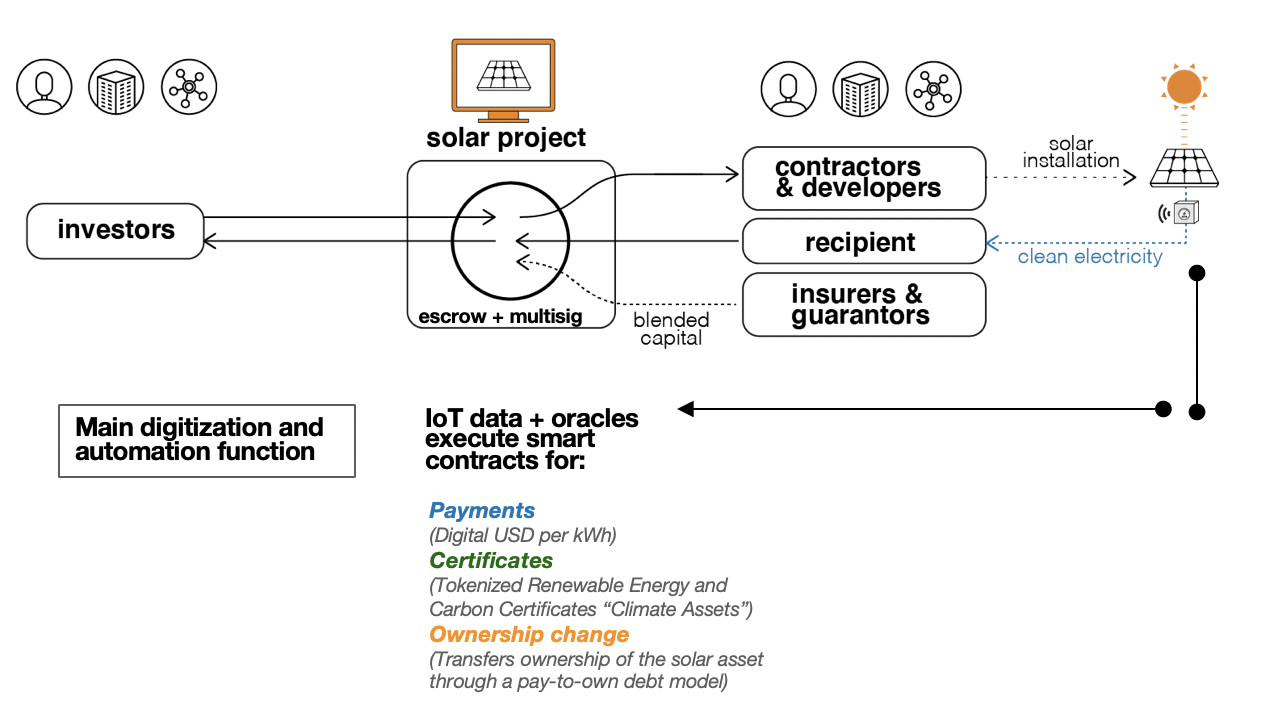 solar project
investors
escrow + multisig
contractors
& developers
recipient
insurers &
guarantors
blended
capital
solar
installation
clean electricity
Main digitization and
automation function
IoT data + oracles
execute smart
contracts for:
Payments
(Digital USD per kWh)
Certificates
(Tokenized Renewable Energy and
Carbon Certificates “Climate Assets”)
Ownership change
(Transfers ownership of the solar asset
through a pay-to-own debt model)